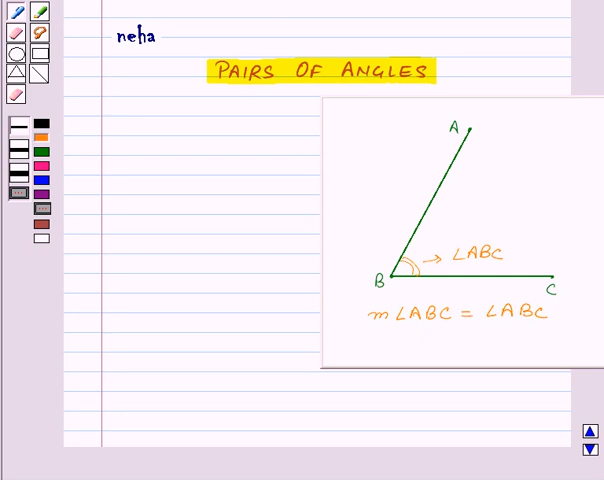 neha
PAIRS OF ANGLES
A
→ ∠ABC
B
C
m∠ABC = ∠ABC